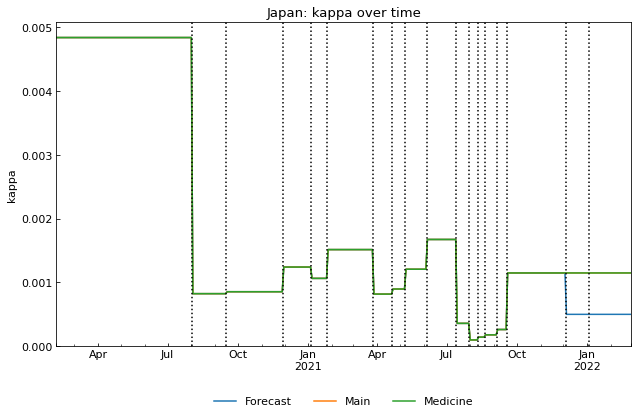 Japan: kappa over time
kappa
0.005
0.004
0.003
0.002
0.001
0.000
Apr Jul Oct Jan Apr Jul Oct Jan
2021 2022
Forecast Main Medicine